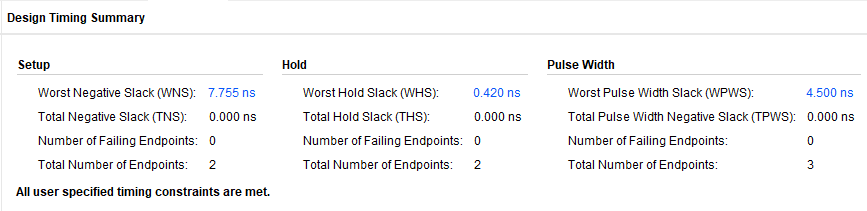 Design Timing Summary
Setup Hold Pulse Width
Worst Negative Slack (WNS): 7.755 ns Worst Hold Slack (WHS): 0.420 ns Worst Pulse Width Slack (WPWS): 4.500 ns
Total Negative Slack (TNS): 0.000 ns Total Hold Slack (THS): 0.000 ns Total Pulse Width Negative Slack (TPWS): 0.000 ns
Number of Failing Endpoints: 0 Number of Failing Endpoints: 0 Number of Failing Endpoints: 0
Total Number of Endpoints: 2 Total Number of Endpoints: 2 Total Number of Endpoints: 3
All user specified timing constraints are met.